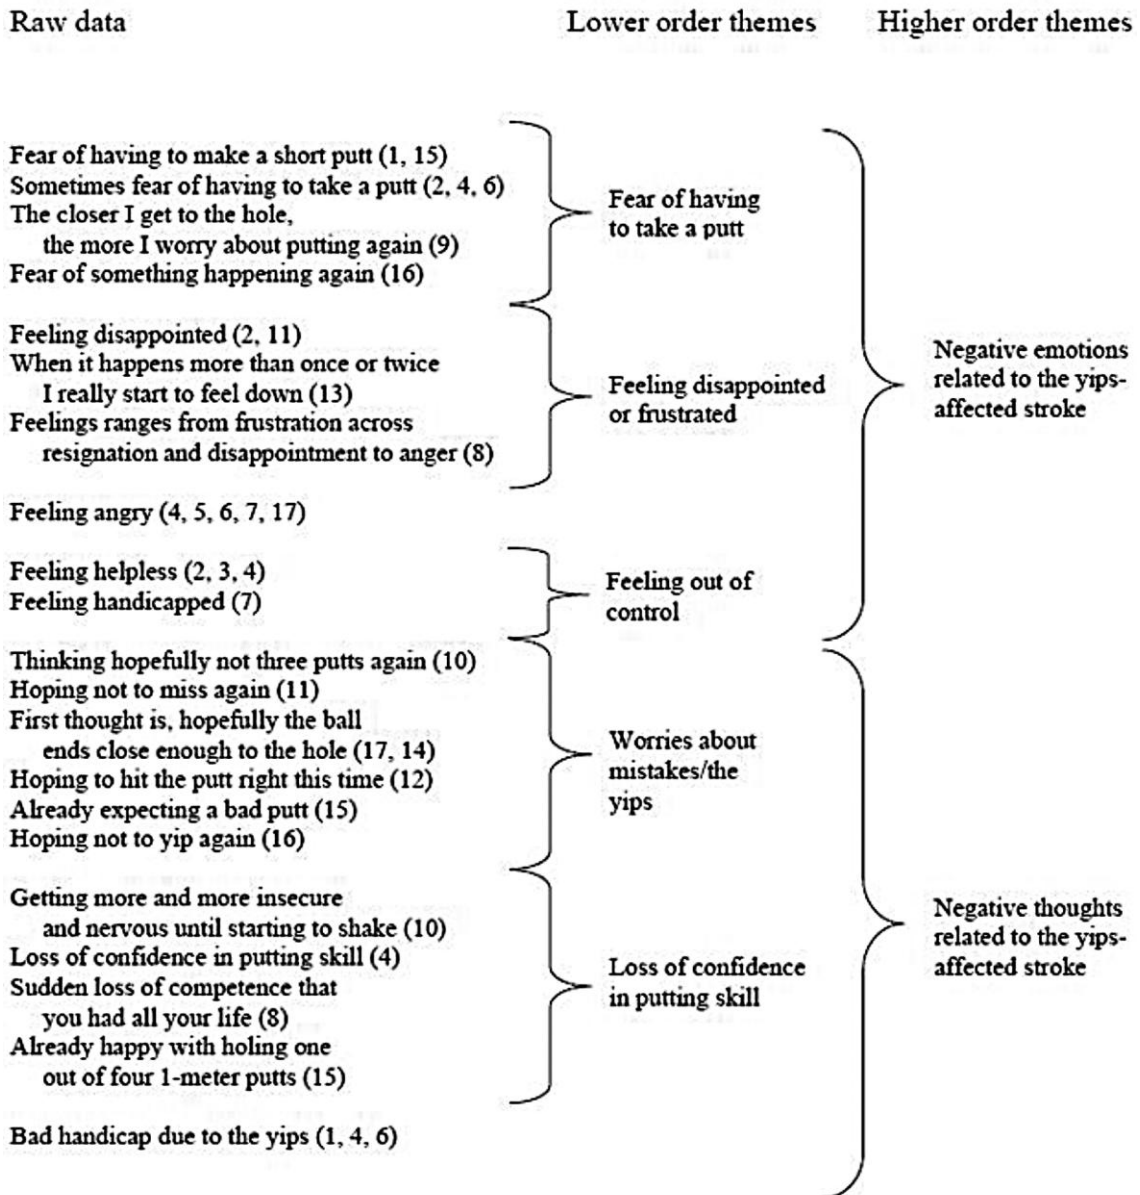 Raw data
Lower order themes
Higher order themes
Fear of having to make a short putt (1, 15)
Sometimes fear of having to take a putt (2, 4, 6)
The closer I get to the hole,
the more I worry about putting again (9)
Fear of something happening again (16)
Fear of having
to take a putt
Feeling disappointed (2, 11)
When it happens more than once or twice
I really start to feel down (13)
Feelings ranges from frustration across
resignation and disappointment to anger (8)
Feeling disappointed
or frustrated
Negative emotions
related to the yips-
affected stroke
Feeling angry (4, 5, 6, 7, 17)
Feeling helpless (2, 3, 4)
Feeling handicapped (7)
Feeling out of
control
Thinking hopefully not three putts again (10)
Hoping not to miss again (11)
First thought is, hopefully the ball
ends close enough to the hole (17, 14)
Hoping to hit the putt right this time (12)
Already expecting a bad putt (15)
Hoping not to yip again (16)
Worries about
mistakes/the
yips
Getting more and more insecure
and nervous until starting to shake (10)
Loss of confidence in putting skill (4)
Sudden loss of competence that
you had all your life (8)
Already happy with holing one
out of four 1-meter putts (15)
Loss of confidence
in putting skill
Negative thoughts
related to the yips-
affected stroke
Bad handicap due to the yips (1, 4, 6)